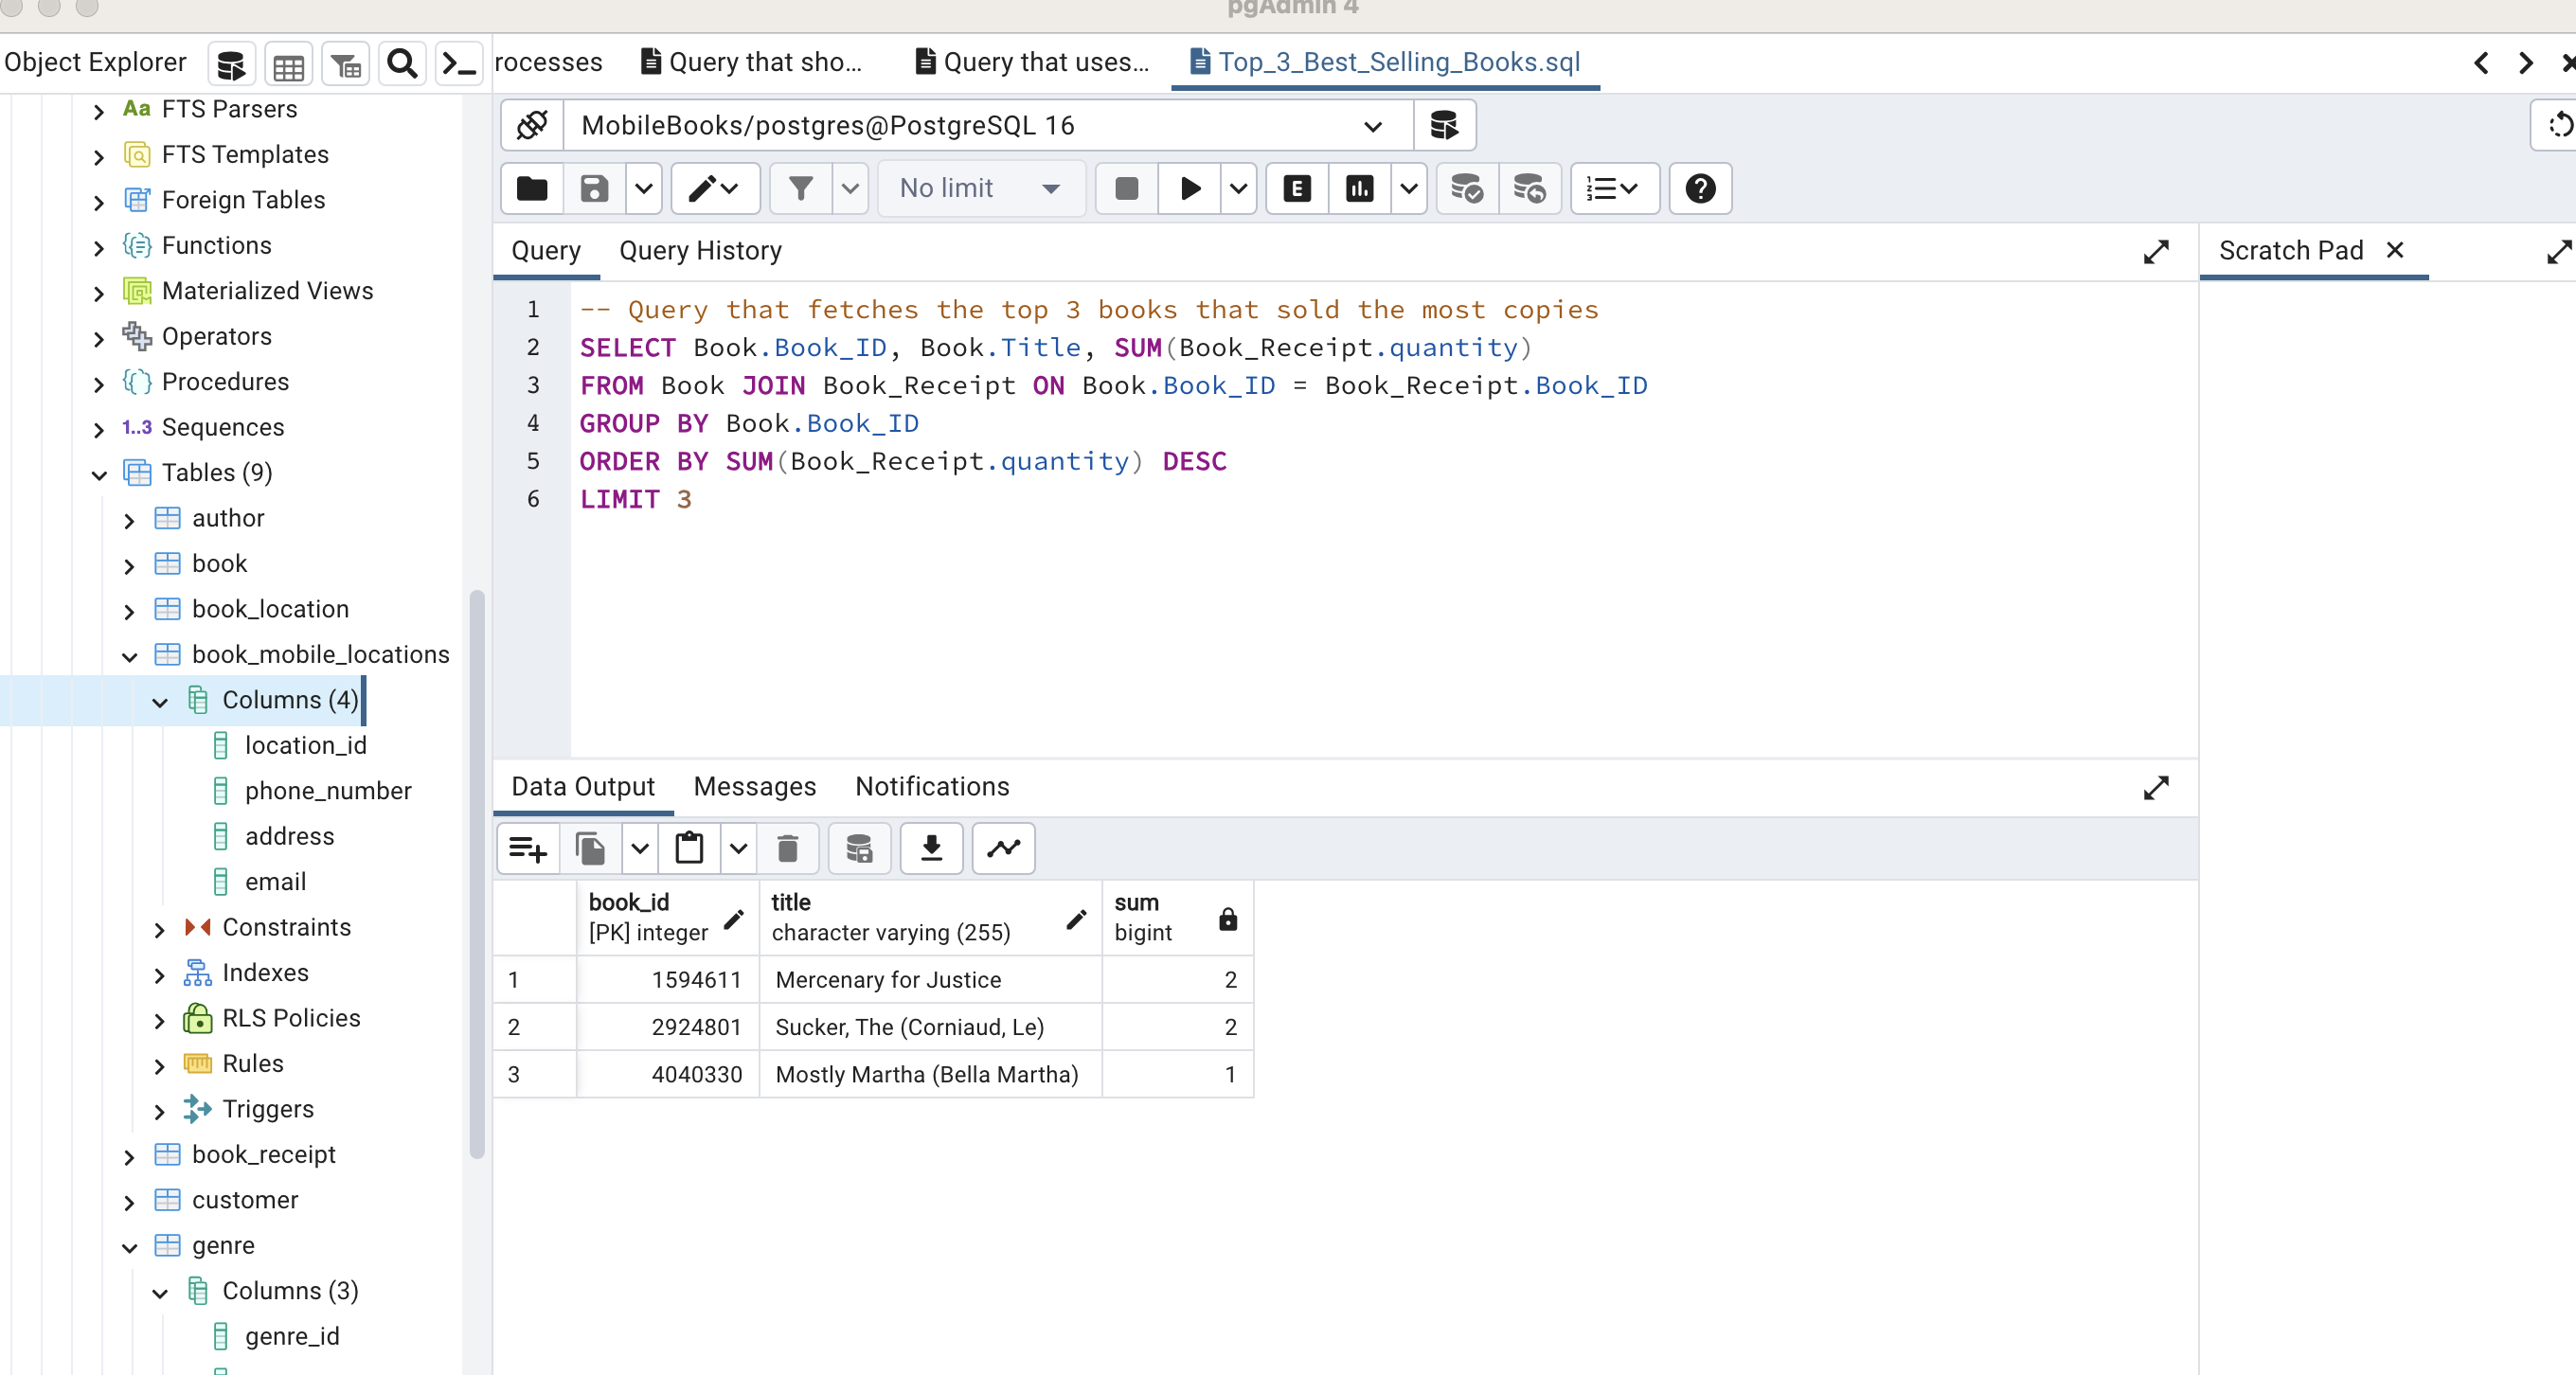 pgAdmin 4
Object Explorer
rocesses
Query that sho...
Query that uses...
Top_3_Best_Selling_Books.sql
Aa FTS Parsers
FTS Templates
Foreign Tables
Functions
Materialized Views
Operators
Procedures
1..3 Sequences
Tables (9)
author
book
book_location
book_mobile_locations
Columns (4)
location_id
phone_number
address
email
Constraints
Indexes
RLS Policies
Rules
Triggers
book_receipt
customer
genre
Columns (3)
genre_id
MobileBooks/postgres@PostgreSQL 16
No limit
E
Query
Query History
Scratch Pad
1 -- Query that fetches the top 3 books that sold the most copies
2 SELECT Book.Book_ID, Book.Title, SUM(Book_Receipt.quantity)
3 FROM Book JOIN Book_Receipt ON Book.Book_ID = Book_Receipt.Book_ID
4 GROUP BY Book.Book_ID
5 ORDER BY SUM(Book_Receipt.quantity) DESC
6 LIMIT 3
Data Output
Messages
Notifications
book_id title sum
[PK] integer character varying (255) bigint
1 1594611 Mercenary for Justice 2
2 2924801 Sucker, The (Corniaud, Le) 2
3 4040330 Mostly Martha (Bella Martha) 1